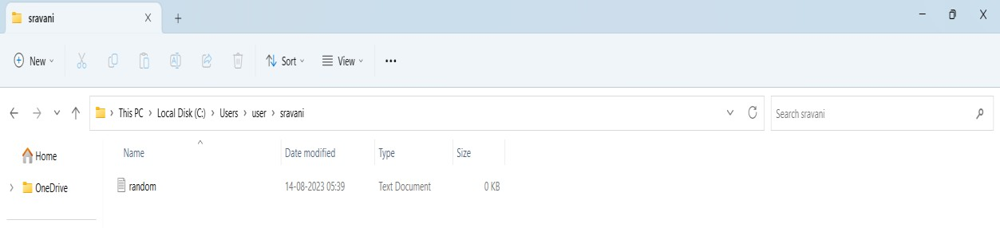 sravani
New Sort View
This PC > Local Disk (C:) > Users > user > sravani Search sravani
Home Name Date modified Type Size
OneDrive random 14-08-2023 05:39 Text Document 0 KB